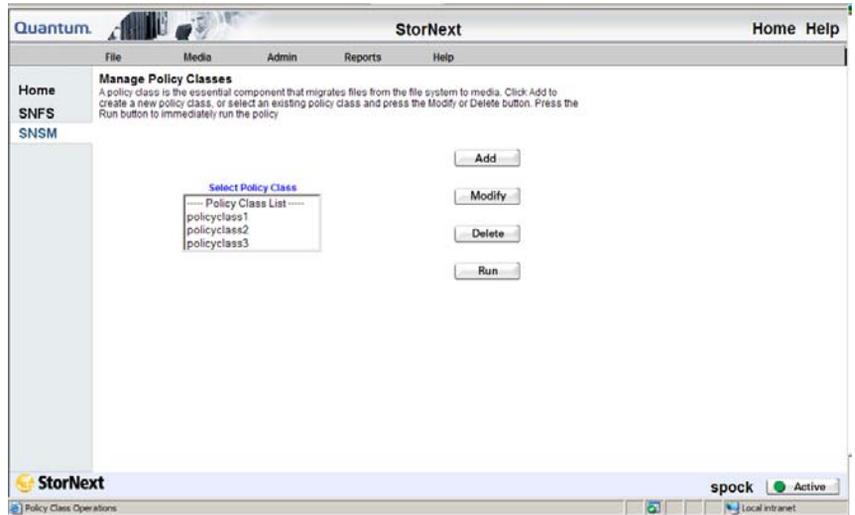 Quantum.
StorNext
Home Help
File Media Admin Reports Help
Home
SNFS
SNSM
Manage Policy Classes
A policy class is the essential component that migrates files from the file system to media. Click Add to
create a new policy class, or select an existing policy class and press the Modify or Delete button. Press the
Run button to immediately run the policy
Select Policy Class
----- Policy Class List -----
policyclass1
policyclass2
policyclass3
Add
Modify
Delete
Run
StorNext
spock
Active
Policy Class Operations
Local intranet